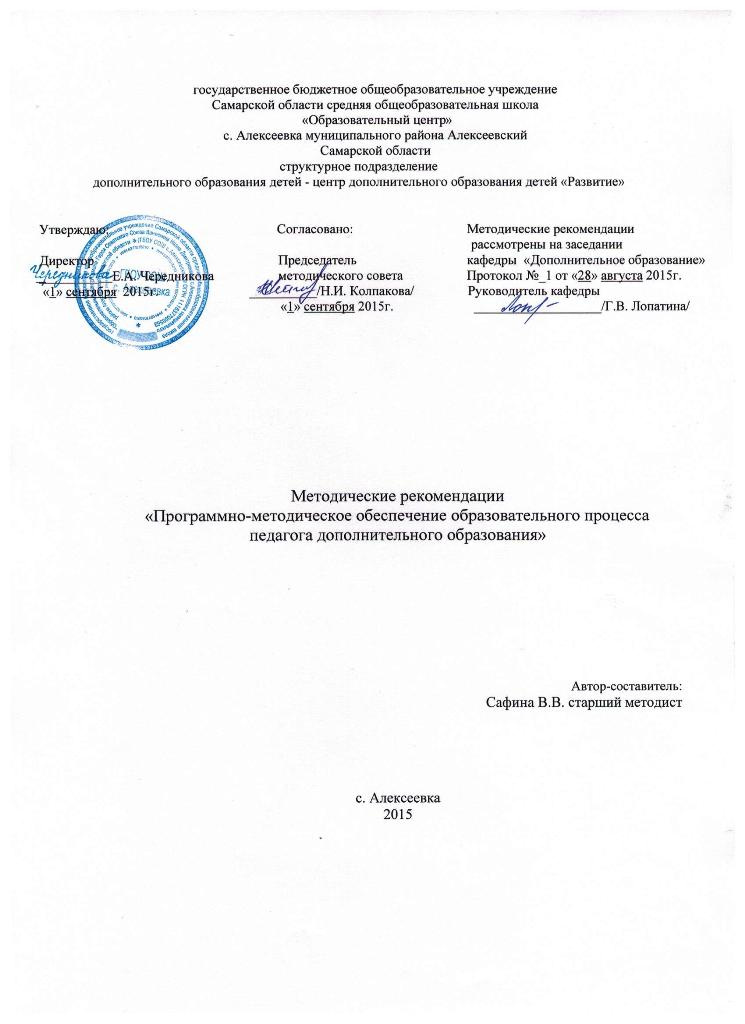 государственное бюджетное общеобразовательное учреждение
Самарской области средняя общеобразовательная школа
«Образовательный центр»
с. Алексеевка муниципального района Алексеевский
Самарской области
структурное подразделение
дополнительного образования детей - центр дополнительного образования детей «Развитие»
Утверждаю:
Директор
Чередникова Е.А. Чередникова
«1» сентября 2015г.
Согласовано:
Председатель
методического совета
/Н.И. Колпакова/
«1» сентября 2015г.
Методические рекомендации
рассмотрены на заседании
кафедры «Дополнительное образование»
Протокол №_1 от «28» августа 2015г.
Руководитель кафедры
/Г.В. Лопатина/
Методические рекомендации
«Программно-методическое обеспечение образовательного процесса
педагога дополнительного образования»
Автор-составитель:
Сафина В.В. старший методист
с. Алексеевка
2015